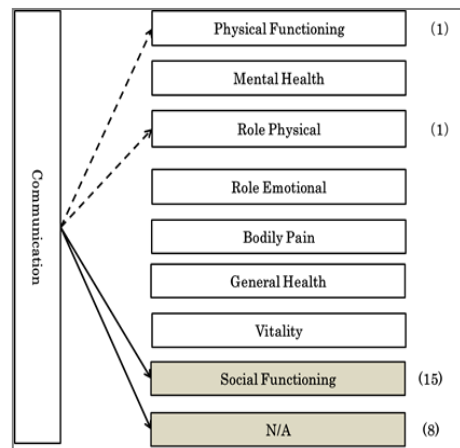 Communication
Physical Functioning (1)
Mental Health
Role Physical (1)
Role Emotional
Bodily Pain
General Health
Vitality
Social Functioning (15)
N/A (8)